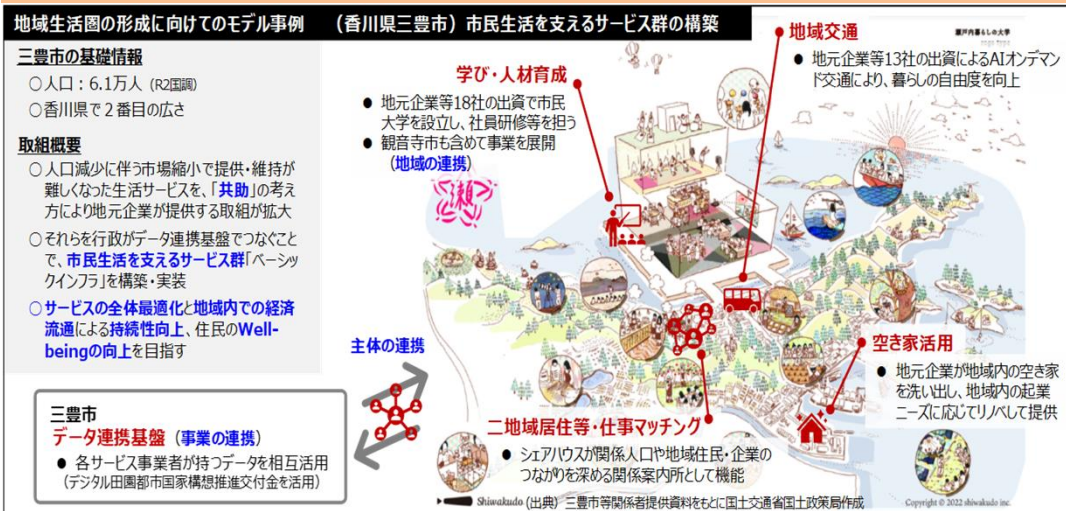 地域生活圏の形成に向けてのモデル事例 （香川県三豊市）市民生活を支えるサービス群の構築
三豊市の基礎情報
○人口：6.1万人（R2国調）
○香川県で２番目の広さ
取組概要
○人口減少に伴う市場縮小で提供・維持が
難しくなった生活サービスを、「共助」の考え
方により地元企業が提供する取組が拡大
○それらを行政がデータ連携基盤でつなぐこと
で、市民生活を支えるサービス群「ベーシッ
クインフラ」を構築・実装
○サービスの全体最適化と地域内での経済
流通による持続性向上、住民のWell-
beingの向上を目指す
三豊市
データ連携基盤（事業の連携）
● 各サービス事業者が持つデータを相互活用
（デジタル田園都市国家構想推進交付金を活用）
主体の連携
学び・人材育成
● 地元企業等18社の出資で市民
大学を設立し、社員研修等を担う
● 観音寺市も含めて事業を展開
（地域の連携）
瀬戸内暮らしの大学
地域交通
● 地元企業等13社の出資によるAIオンデマン
ド交通により、暮らしの自由度を向上
空き家活用
● 地元企業が地域内の空き家
を洗い出し、地域内の起業
ニーズに応じてリノベして提供
二地域居住等・仕事マッチング
● シェアハウスが関係人口や地域住民・企業の
つながりを深める関係案内所として機能
Shiwakudo（出典）三豊市等関係者提供資料をもとに国土交通省国土政策局作成
Copyright © 2022 shiwakudo inc.